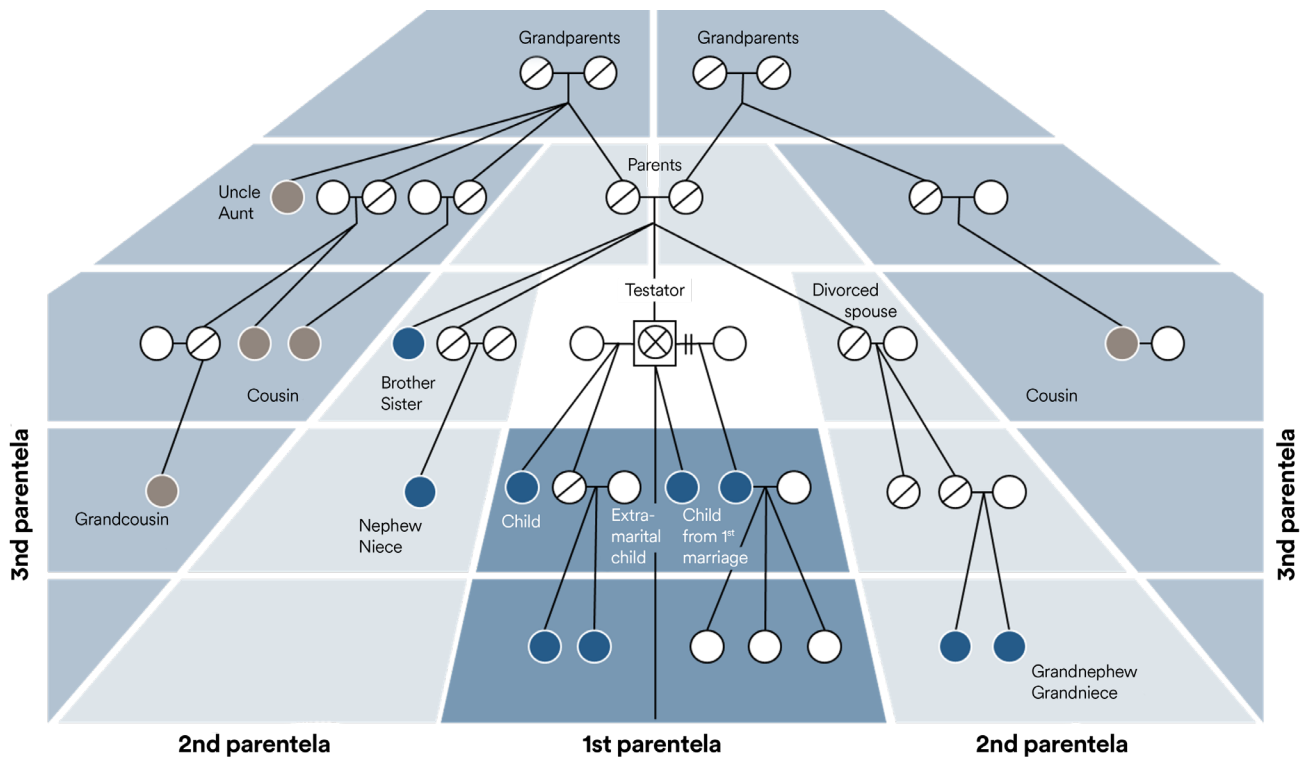 Grandparents
Grandparents
Parents
Uncle
Aunt
Testator
Divorced
spouse
Cousin
Brother
Sister
Cousin
3nd parentela
3nd parentela
Grandcousin
Nephew
Niece
Child
Extra-
marital
child
Child
from 1st
marriage
Grandnephew
Grandniece
2nd parentela
1st parentela
2nd parentela